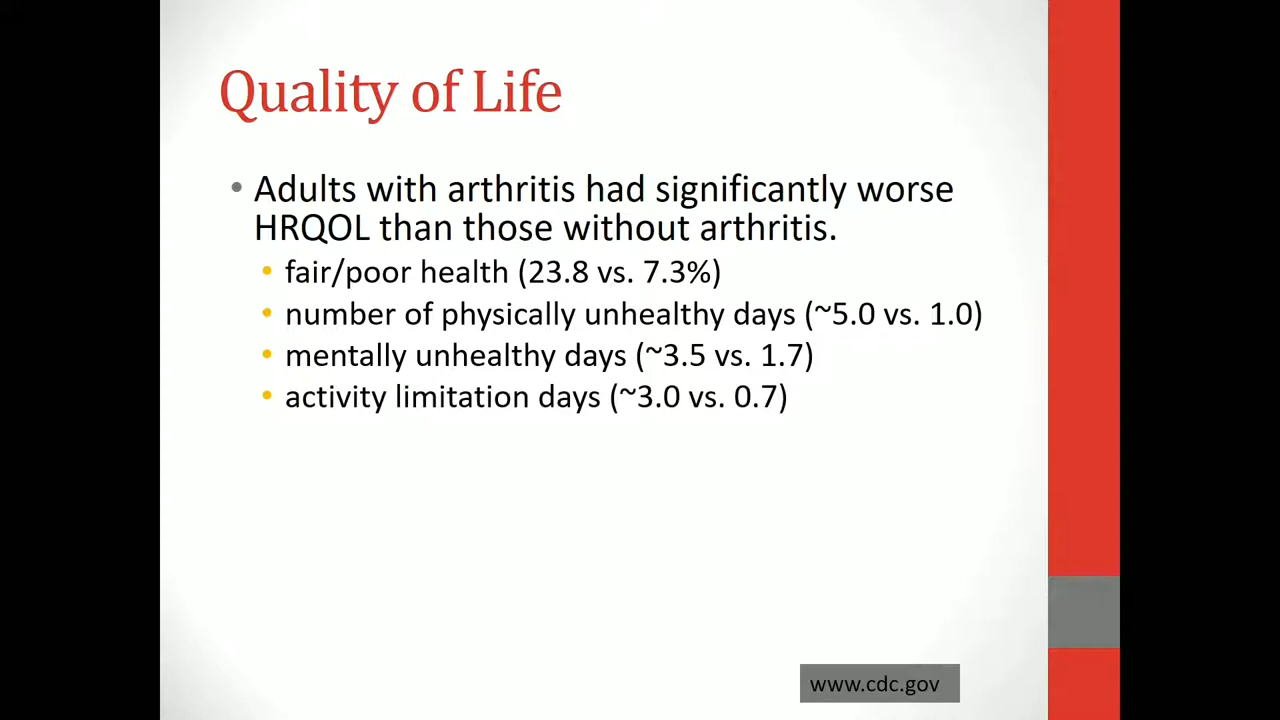 Quality of Life
• Adults with arthritis had significantly worse
HRQOL than those without arthritis.
• fair/poor health (23.8 vs. 7.3%)
• number of physically unhealthy days (~5.0 vs. 1.0)
• mentally unhealthy days (~3.5 vs. 1.7)
• activity limitation days (~3.0 vs. 0.7)
www.cdc.gov